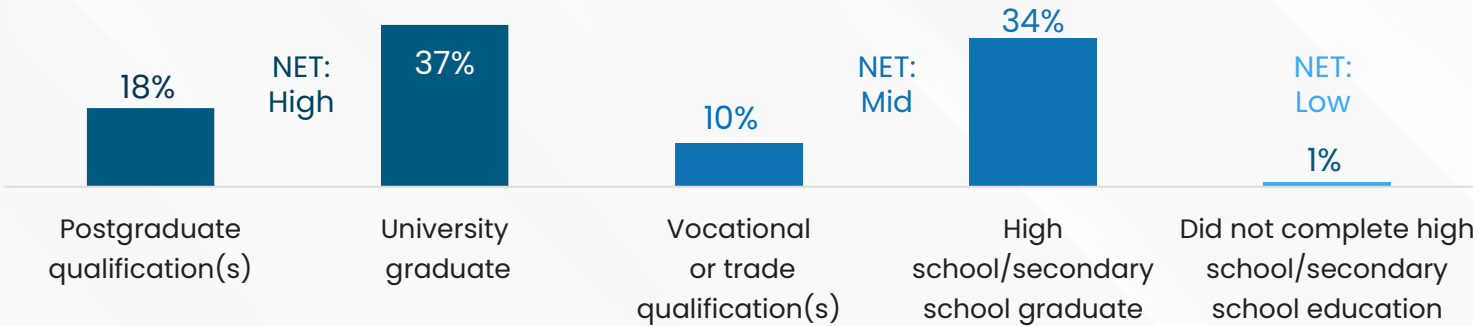 18%
NET:
High
37%
10%
NET:
Mid
34%
NET:
Low
1%
Postgraduate
qualification(s)
University
graduate
Vocational
or trade
qualification(s)
High
school/secondary
school graduate
Did not complete high
school/secondary
school education